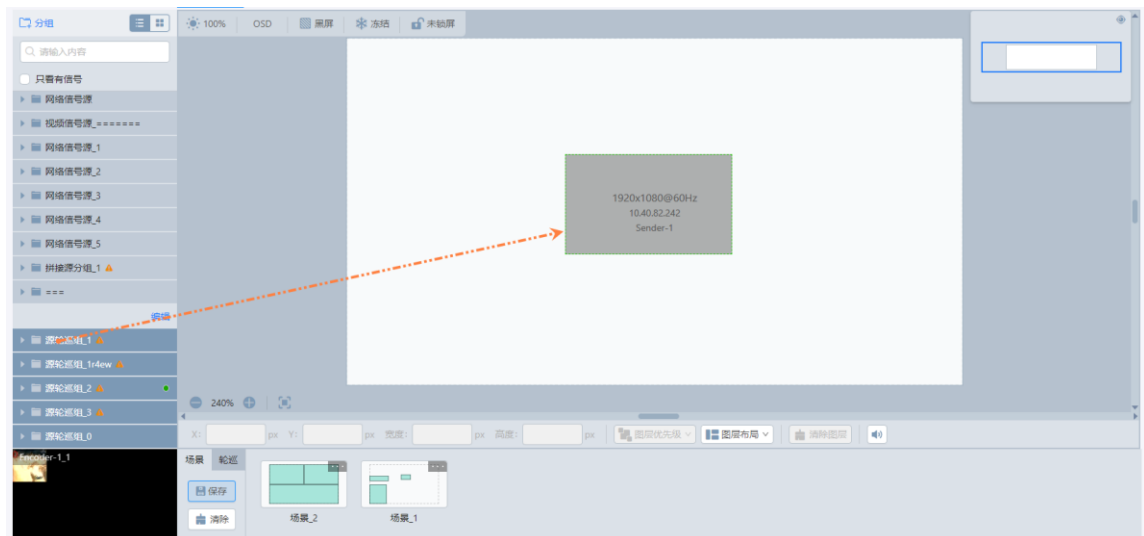 分组
请输入内容
只看有信号
网络信号源
视频信号源_=======
网络信号源_1
网络信号源_2
网络信号源_3
网络信号源_4
网络信号源_5
拼接源分组_1
===
编辑
源轮巡组_1
源轮巡组_1r4ew
源轮巡组_2
源轮巡组_3
源轮巡组_0
Encoder-1_1
100% OSD 黑屏 冻结 未锁屏
1920x1080@60Hz
10.40.82.242
Sender-1
240%
X: px Y: px 宽度: px 高度: px 图层优先级 图层布局 清除图层
场景 轮巡
保存
清除
场景_2 场景_1